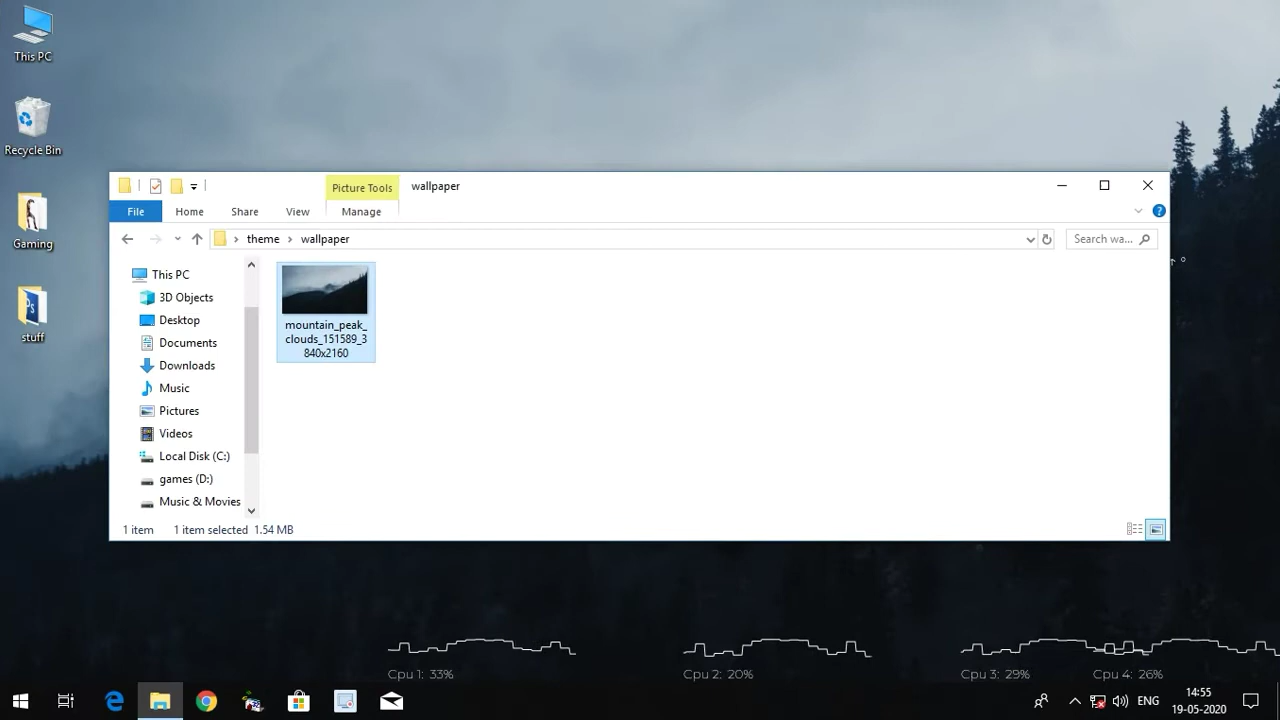 This PC
Recycle Bin
Gaming
stuff
Picture Tools
wallpaper
File
Home
Share
View
Manage
theme
wallpaper
Search wa...
This PC
3D Objects
Desktop
Documents
Downloads
Music
Pictures
Videos
Local Disk (C:)
games (D:)
Music & Movies
mountain_peak_
clouds_151589_3
840x2160
1 item
1 item selected 1.54 MB
Cpu 1: 33%
Cpu 2: 20%
Cpu 3: 29%
Cpu 4: 26%
ENG
14:55
19-05-2020